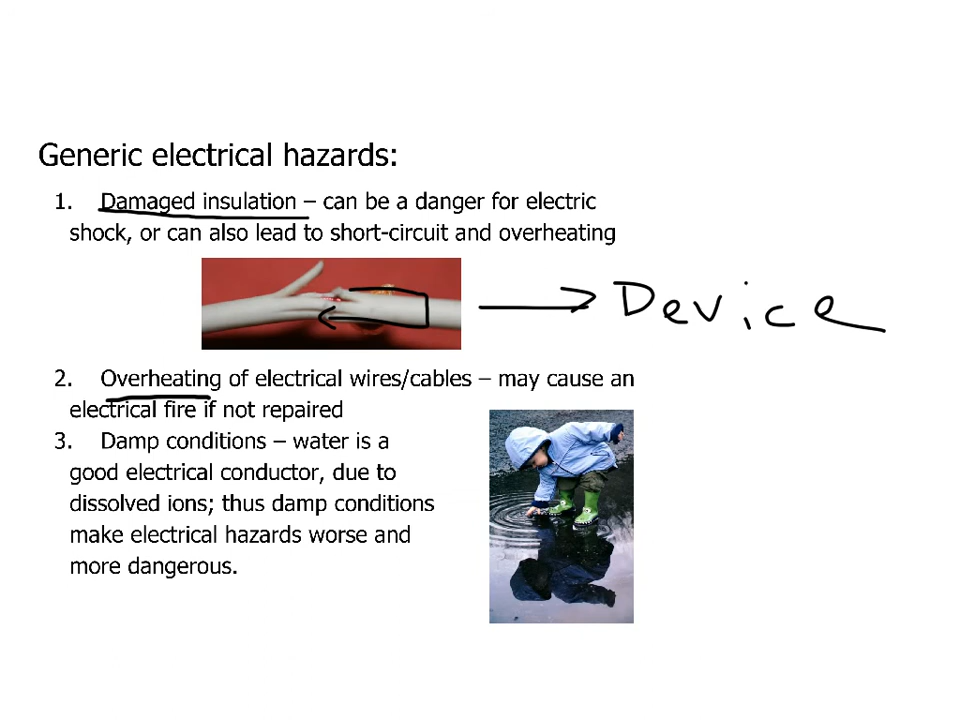 Generic electrical hazards:
1. Damaged insulation – can be a danger for electric
shock, or can also lead to short-circuit and overheating
Device
2. Overheating of electrical wires/cables – may cause an
electrical fire if not repaired
3. Damp conditions – water is a
good electrical conductor, due to
dissolved ions; thus damp conditions
make electrical hazards worse and
more dangerous.